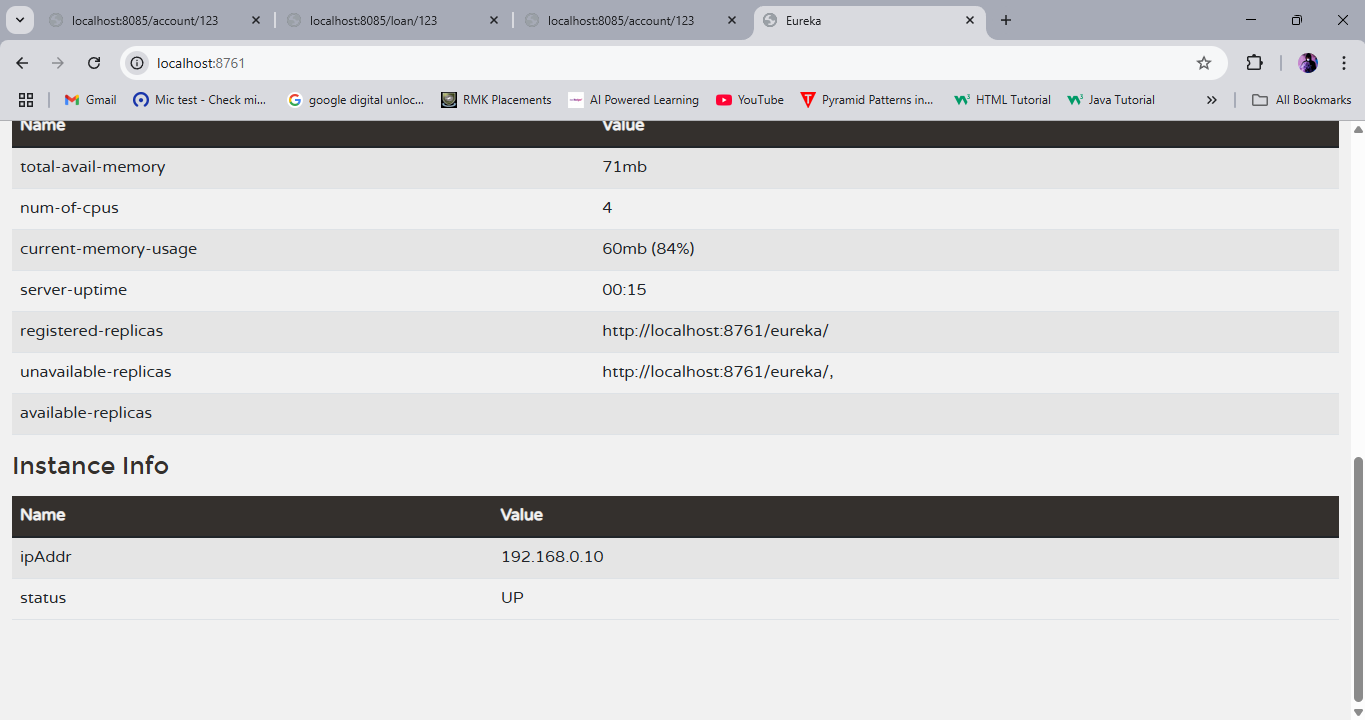 localhost:8085/account/123 localhost:8085/loan/123 localhost:8085/account/123 Eureka
localhost:8761
Gmail Mic test - Check mi... google digital unloc... RMK Placements AI Powered Learning YouTube Pyramid Patterns in... HTML Tutorial Java Tutorial All Bookmarks
Name Value
total-avail-memory 71mb
num-of-cpus 4
current-memory-usage 60mb (84%)
server-uptime 00:15
registered-replicas http://localhost:8761/eureka/
unavailable-replicas http://localhost:8761/eureka/,
available-replicas
Instance Info
Name Value
ipAddr 192.168.0.10
status UP